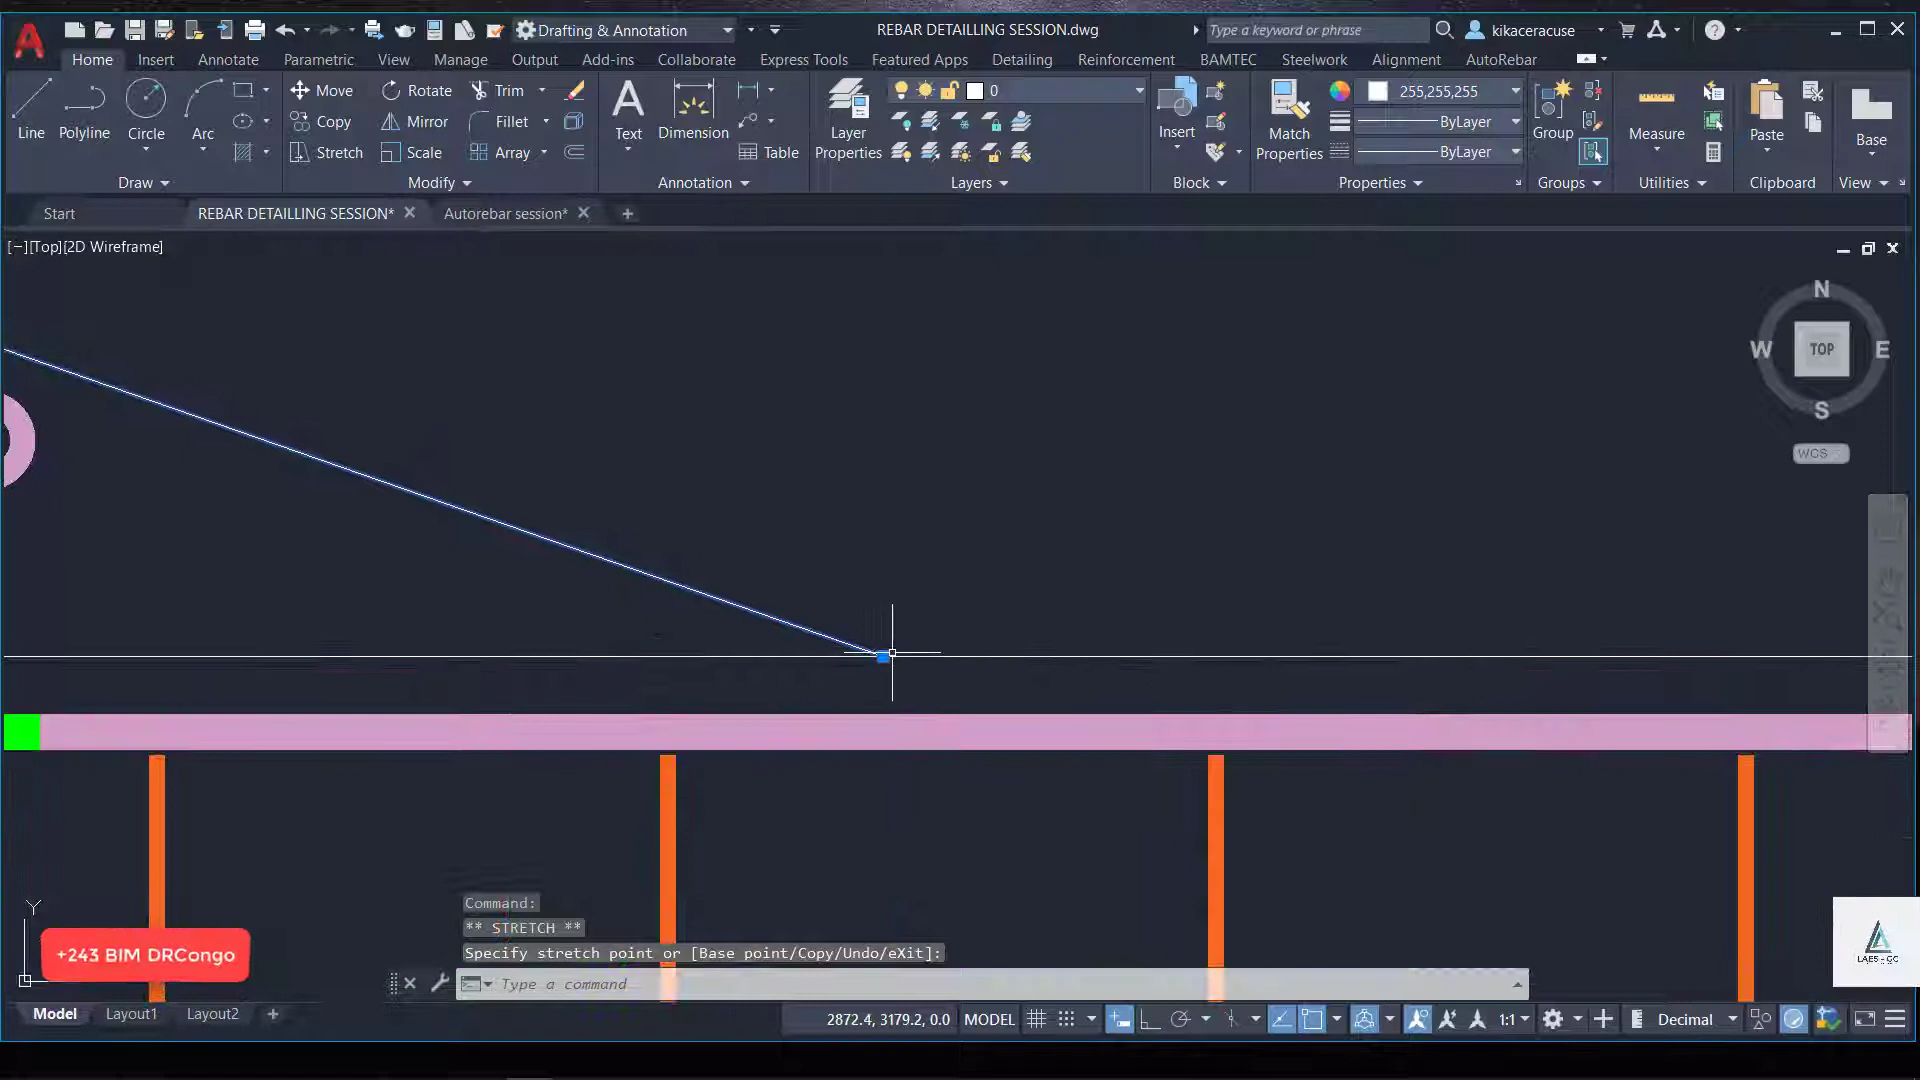 Drafting & Annotation
REBAR DETAILLING SESSION.dwg
Type a keyword or phrase
kikaceracuse
Home Insert Annotate Parametric View Manage Output Add-ins Collaborate Express Tools Featured Apps Detailing Reinforcement BAMTEC Steelwork Alignment AutoRebar
Line Polyline Circle Arc
Move Rotate Trim
Copy Mirror Fillet
Stretch Scale Array
Text Dimension
Table
Layer Properties
0
Insert
Match Properties
255,255,255
ByLayer
ByLayer
Group
Measure
Paste
Base
Draw Modify Annotation Layers Block Properties Groups Utilities Clipboard View
Start REBAR DETAILLING SESSION* Autorebar session*
[−][Top][2D Wireframe]
N
W TOP E
S
WCS
Command:
** STRETCH **
Specify stretch point or [Base point/Copy/Undo/eXit]:
Type a command
Y
+243 BIM DRCongo
LAES - GC
Model Layout1 Layout2
2872.4, 3179.2, 0.0 MODEL 1:1 Decimal